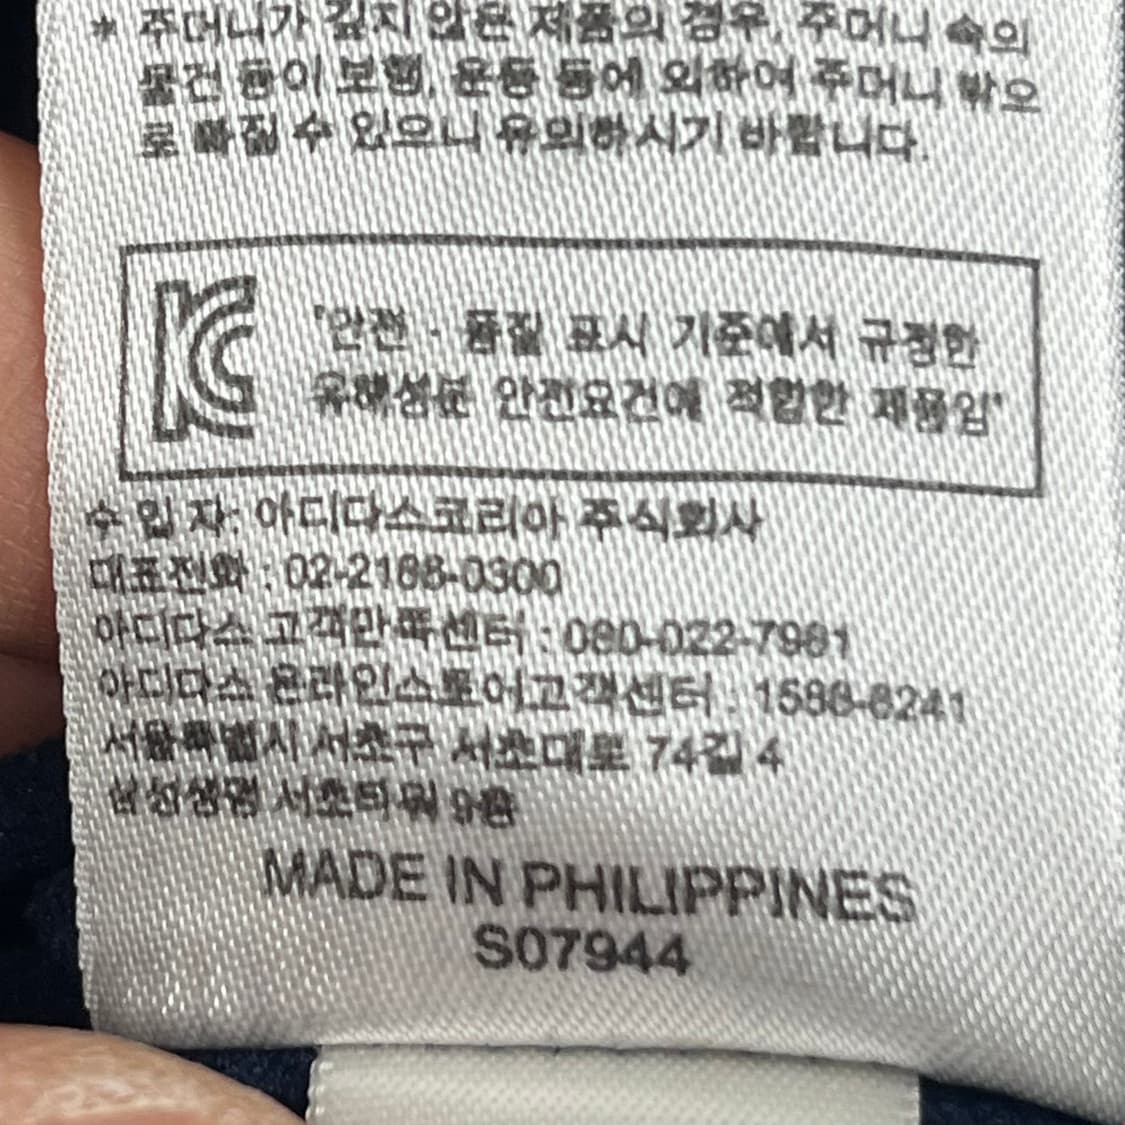 * 주머니가 깊지 않은 제품의 경우, 주머니 속의
물건 등이 보행, 운동 등에 의하여 주머니 밖으
로 빠질 수 있으니 유의하시기 바랍니다.
KC
"안전 · 품질 표시 기준에서 규정한
유해성분 안전요건에 적합한 제품임"
수 입 자: 아디다스코리아 주식회사
대표전화 : 02-2186-0300
아디다스 고객만족센터 : 080-022-7981
아디다스 온라인스토어고객센터 : 1588-8241
서울특별시 서초구 서초대로 74길 4
삼성생명 서초타워 9층
MADE IN PHILIPPINES
S07944